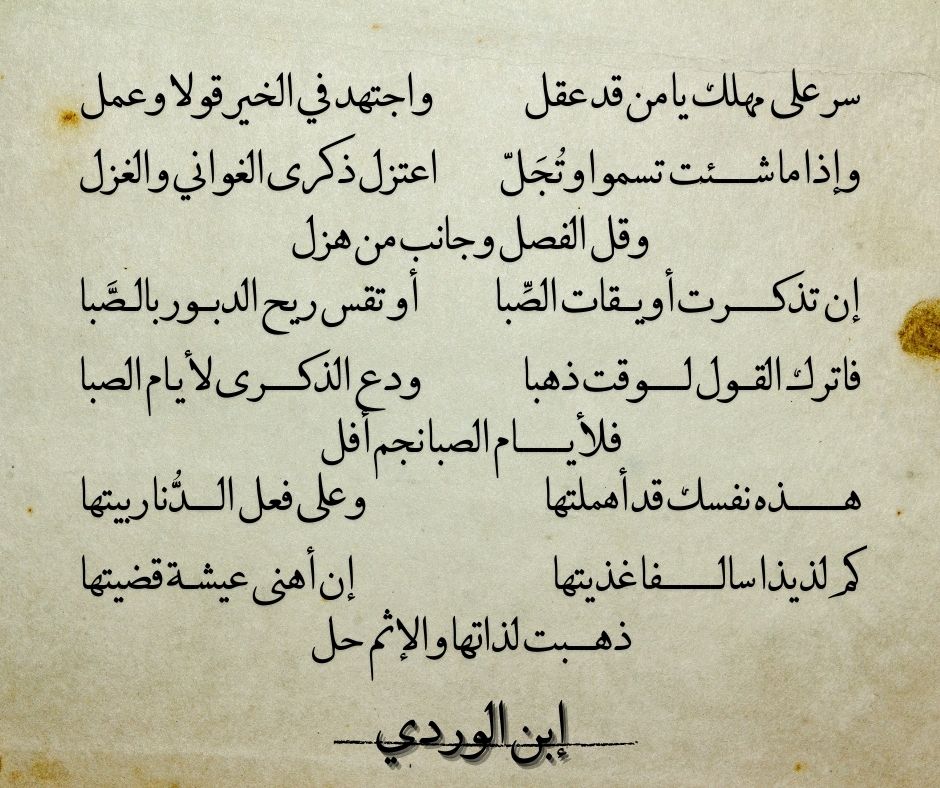 سر على مهلك يا من قد عقل واجتهد في الخير قولا وعمل
وإذا ما شئت تسموا وتُجَلّ اعتزل ذكرى الغواني والغزل
وقل الفصل وجانب من هزل
إن تذكرت أويقات الصِّبا أو تقس ريح الدبور بالصَّبا
فاترك القول لوقت ذهبا ودع الذكرى لأيام الصبا
فلأيام الصبا نجم أفل
هذه نفسك قد أهملتها وعلى فعل الدُّنا ربيتها
كم لذيذا سالفا غذيتها إن أهنى عيشة قضيتها
ذهبت لذاتها والإثم حل
إبن الوردي